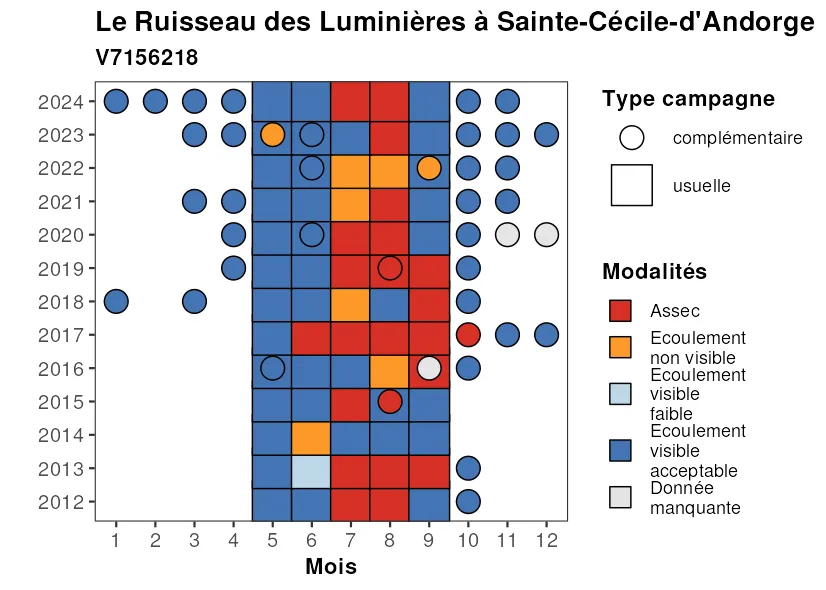 Le Ruisseau des Luminières à Sainte-Cécile-d'Andorge
V7156218
2024
2023
2022
2021
2020
2019
2018
2017
2016
2015
2014
2013
2012
1 2 3 4 5 6 7 8 9 10 11 12
Mois
Type campagne
complémentaire
usuelle
Modalités
Assec
Ecoulement
non visible
Ecoulement
visible
faible
Ecoulement
visible
acceptable
Donnée
manquante